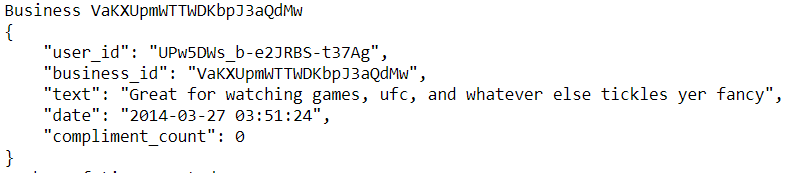 Business VaKXUpmWTTWDKbpJ3aQdMw
{
    "user_id": "UPw5DWs_b-e2JRBS-t37Ag",
    "business_id": "VaKXUpmWTTWDKbpJ3aQdMw",
    "text": "Great for watching games, ufc, and whatever else tickles yer fancy",
    "date": "2014-03-27 03:51:24",
    "compliment_count": 0
}